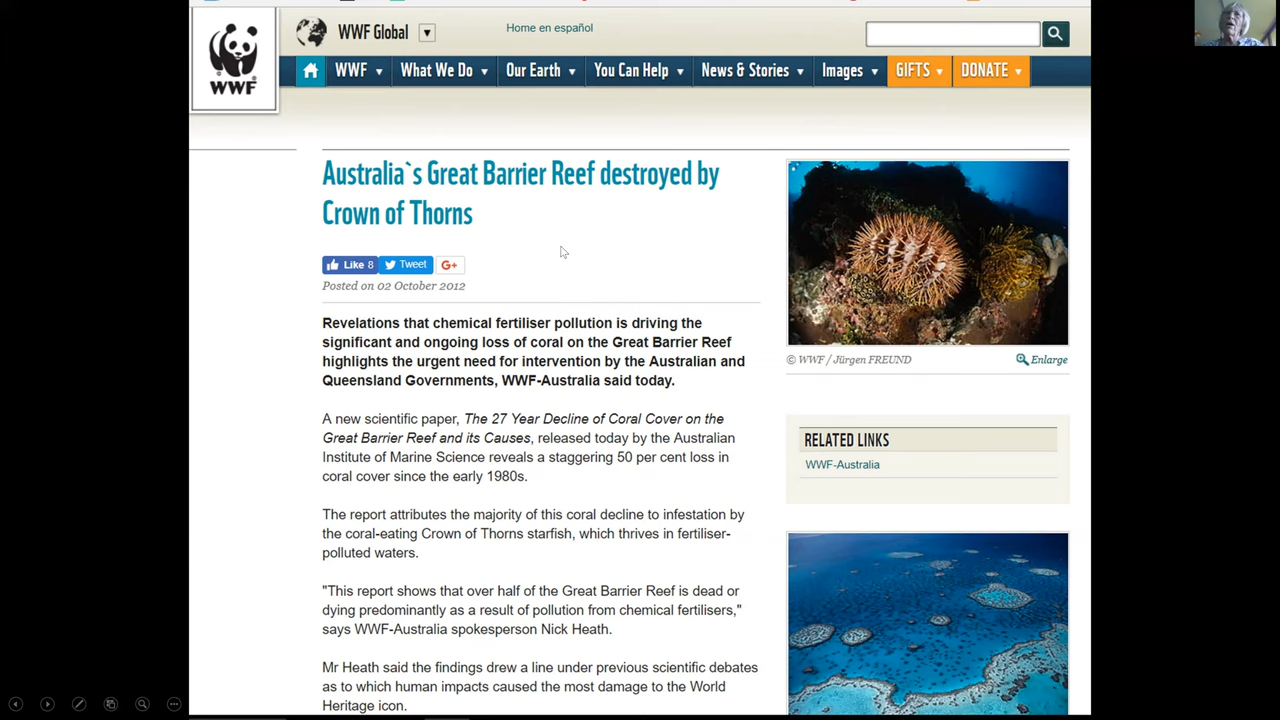 WWF
WWF Global
Home en español
WWF What We Do Our Earth You Can Help News & Stories Images GIFTS DONATE
Australia`s Great Barrier Reef destroyed by
Crown of Thorns
Like 8 Tweet G+
Posted on 02 October 2012
Revelations that chemical fertiliser pollution is driving the
significant and ongoing loss of coral on the Great Barrier Reef
highlights the urgent need for intervention by the Australian and
Queensland Governments, WWF-Australia said today.
A new scientific paper, The 27 Year Decline of Coral Cover on the
Great Barrier Reef and its Causes, released today by the Australian
Institute of Marine Science reveals a staggering 50 per cent loss in
coral cover since the early 1980s.
The report attributes the majority of this coral decline to infestation by
the coral-eating Crown of Thorns starfish, which thrives in fertiliser-
polluted waters.
"This report shows that over half of the Great Barrier Reef is dead or
dying predominantly as a result of pollution from chemical fertilisers,"
says WWF-Australia spokesperson Nick Heath.
Mr Heath said the findings drew a line under previous scientific debates
as to which human impacts caused the most damage to the World
Heritage icon.
© WWF / Jürgen FREUND Enlarge
RELATED LINKS
WWF-Australia